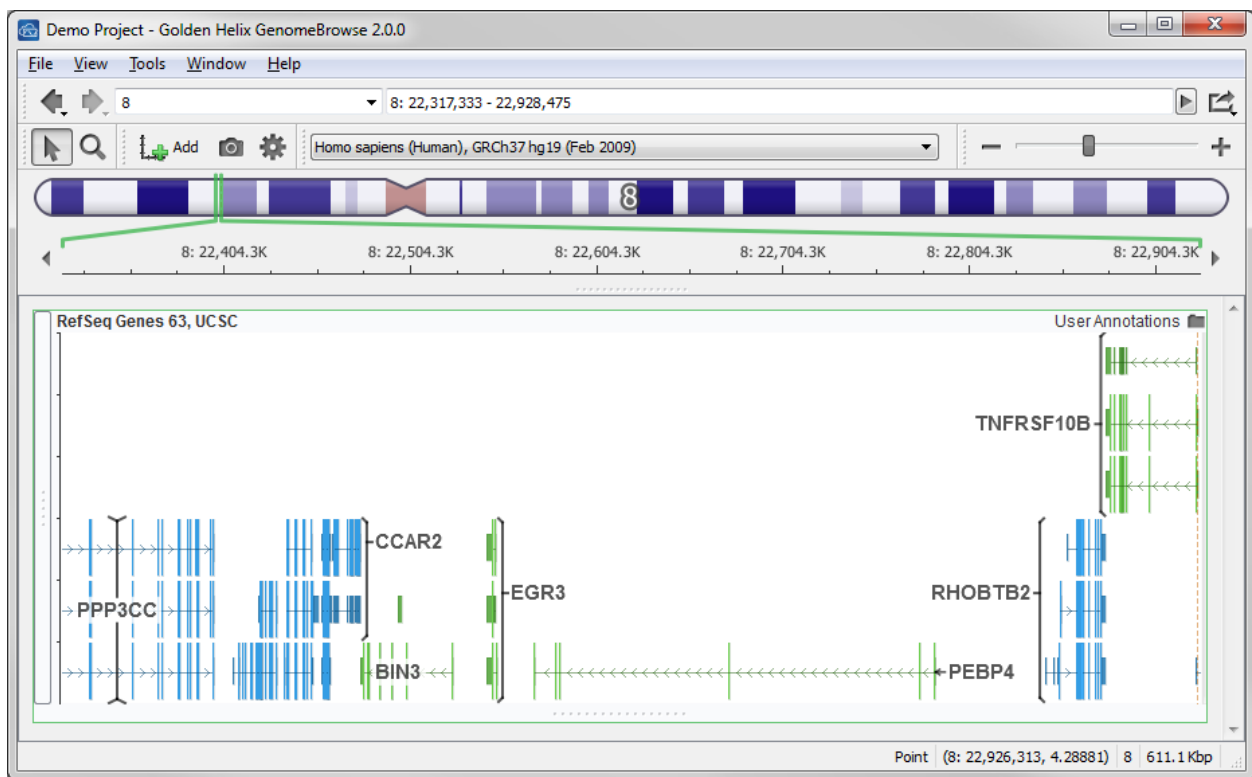 Demo Project - Golden Helix GenomeBrowse 2.0.0
File View Tools Window Help
8 8: 22,317,333 - 22,928,475
Add Homo sapiens (Human), GRCh37 hg19 (Feb 2009)
8
8: 22,404.3K 8: 22,504.3K 8: 22,604.3K 8: 22,704.3K 8: 22,804.3K 8: 22,904.3K
RefSeq Genes 63, UCSC User Annotations
TNFRSF10B
CCAR2
EGR3 RHOBTB2
PPP3CC
BIN3 PEBP4
Point (8: 22,926,313, 4.28881) 8 611.1 Kbp